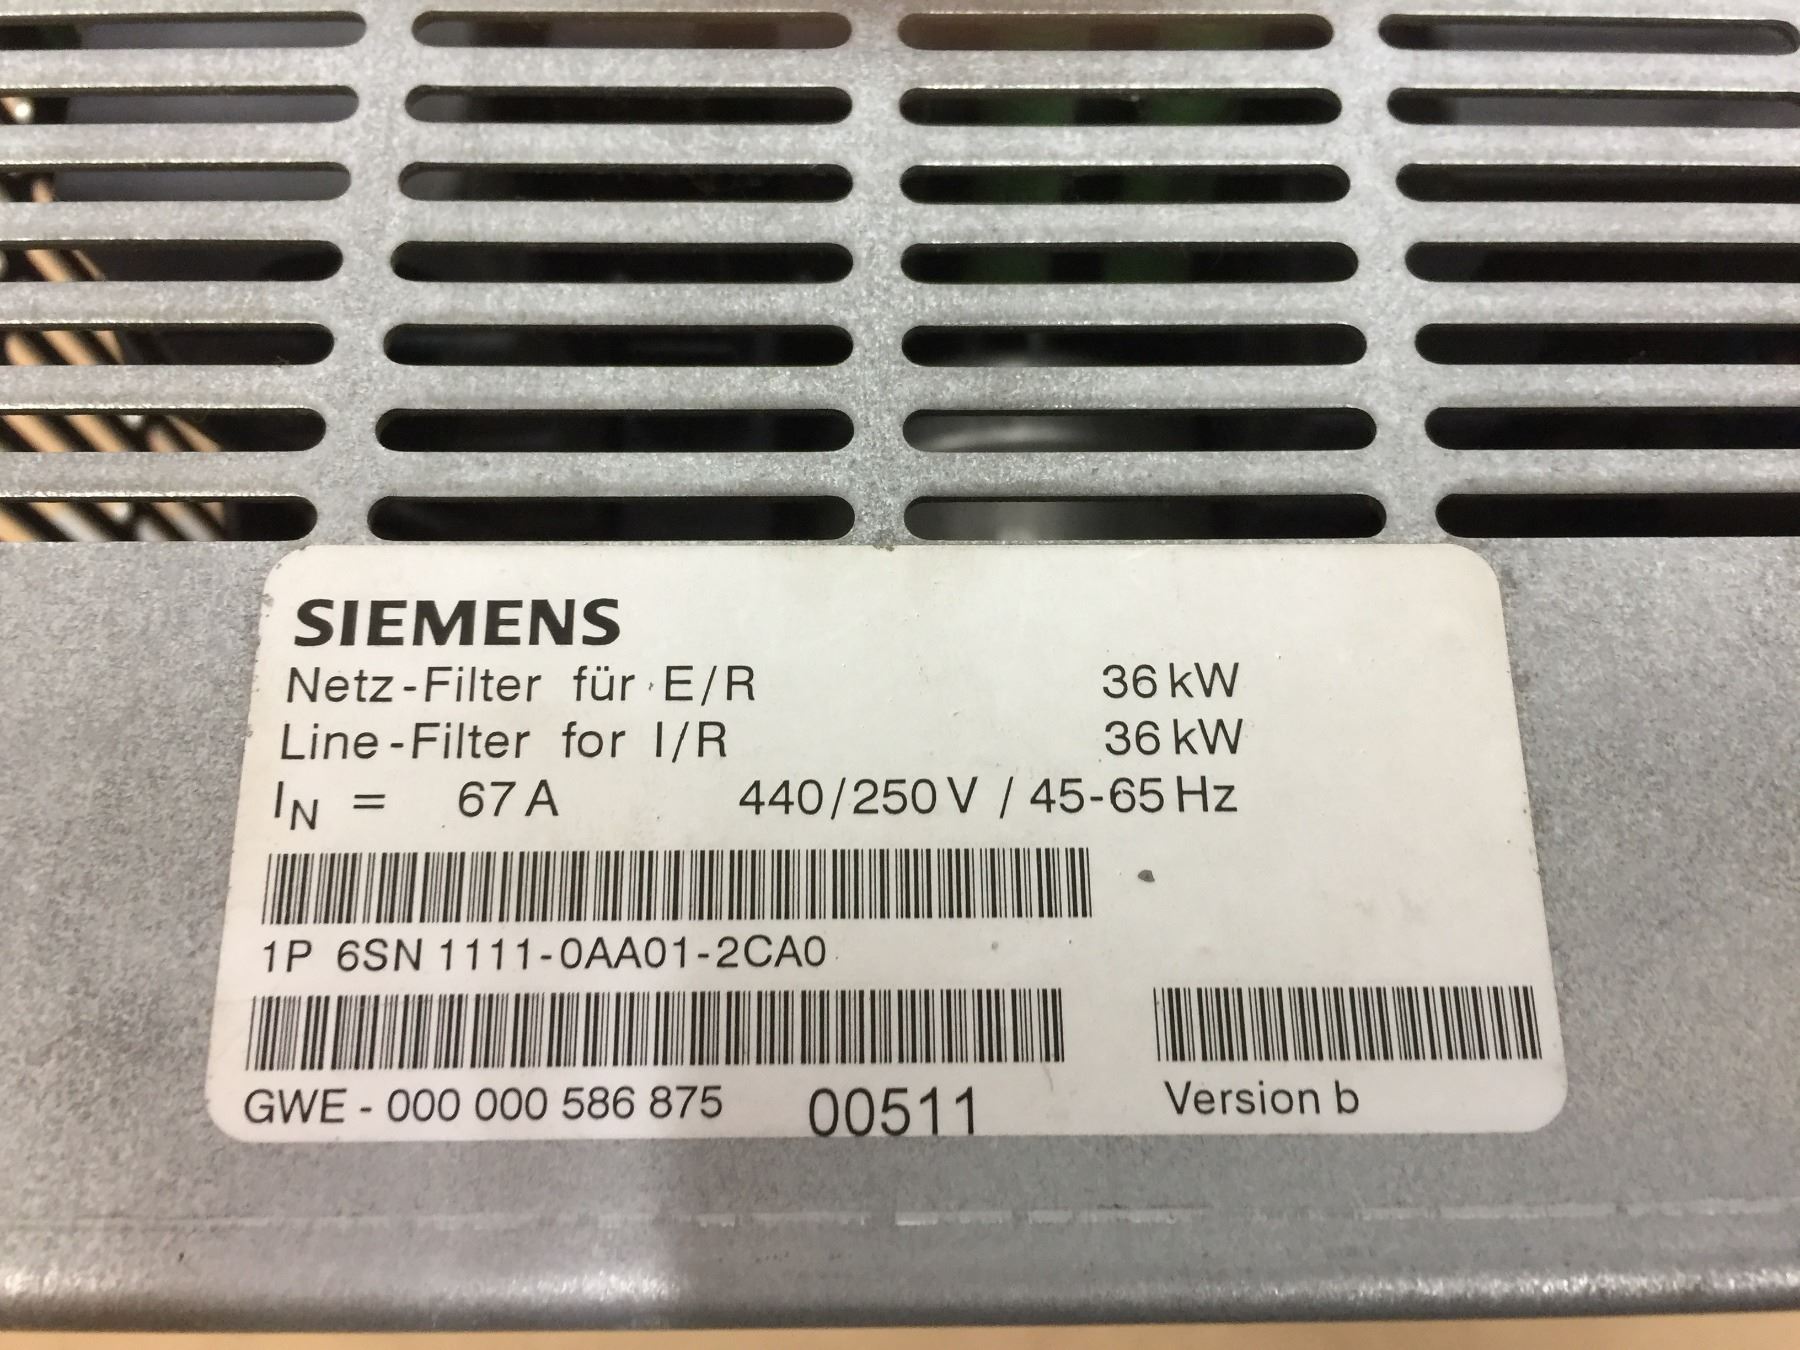 SIEMENS
Netz-Filter für E/R 36 kW
Line-Filter for I/R 36 kW
IN = 67 A 440/250 V / 45-65 Hz
1P 6SN 1111-0AA01-2CA0
GWE - 000 000 586 875 00511 Version b